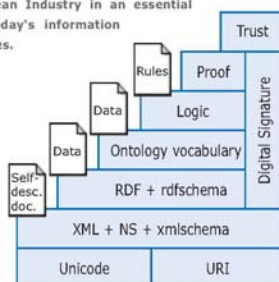 ean Industry in an essential
oday's information
es.
Trust
Rules
Proof
Data
Logic
Data
Ontology vocabulary
Digital Signature
Self-
desc.
doc.
RDF + rdfschema
XML + NS + xmlschema
Unicode
URI